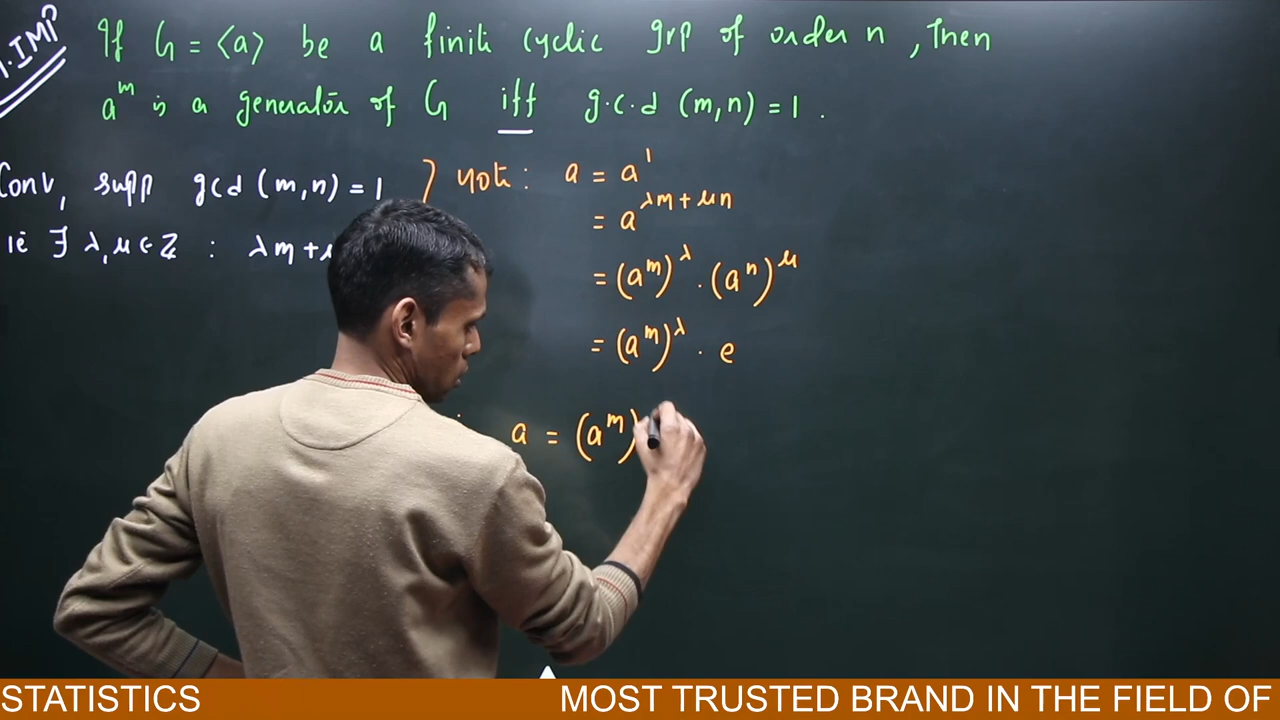 V.IMP
If G = ⟨a⟩ be a finite cyclic grp of order n, then
a^m is a generator of G iff g.c.d (m,n) = 1.
Conv, supp gcd (m,n) = 1
ie ∃ λ, μ ∈ ℤ : λm +
Note: a = a^1
= a^{λm + μn}
= (a^m)^λ . (a^n)^μ
= (a^m)^λ . e
a = (a^m)
STATISTICS MOST TRUSTED BRAND IN THE FIELD OF